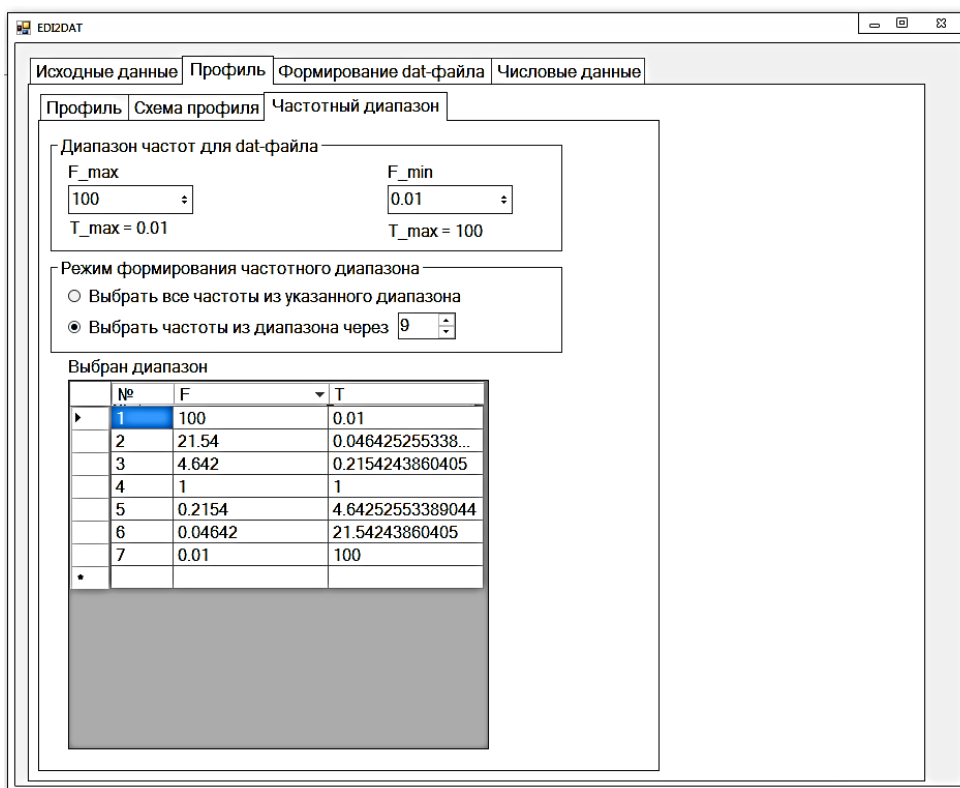 EDI2DAT
Исходные данные Профиль Формирование dat-файла Числовые данные
Профиль Схема профиля Частотный диапазон
Диапазон частот для dat-файла
F_max F_min
100 0.01
T_max = 0.01 T_max = 100
Режим формирования частотного диапазона
Выбрать все частоты из указанного диапазона
Выбрать частоты из диапазона через 9
Выбран диапазон
№ F T
1 100 0.01
2 21.54 0.046425255338...
3 4.642 0.2154243860405
4 1 1
5 0.2154 4.64252553389044
6 0.04642 21.54243860405
7 0.01 100
*